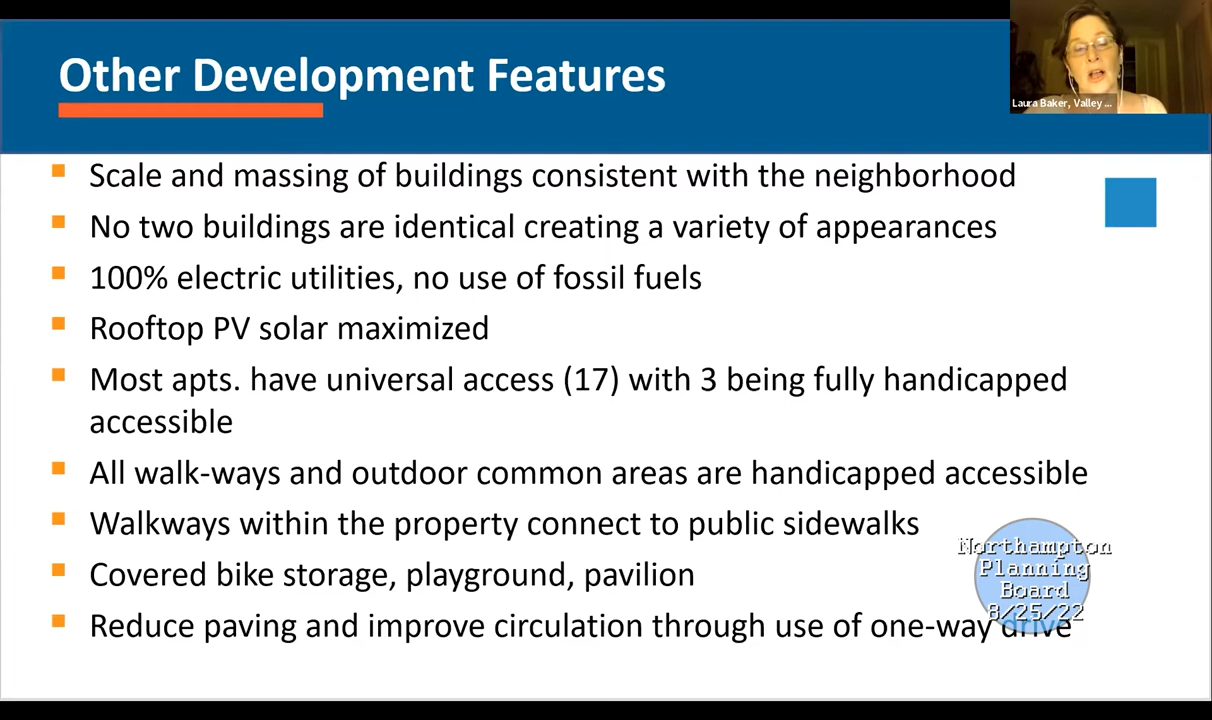 Other Development Features
Laura Baker, Valley ...
Scale and massing of buildings consistent with the neighborhood
No two buildings are identical creating a variety of appearances
100% electric utilities, no use of fossil fuels
Rooftop PV solar maximized
Most apts. have universal access (17) with 3 being fully handicapped
accessible
All walk-ways and outdoor common areas are handicapped accessible
Walkways within the property connect to public sidewalks
Covered bike storage, playground, pavilion
Reduce paving and improve circulation through use of one-way drive
Northampton
Planning
Board
8/25/22